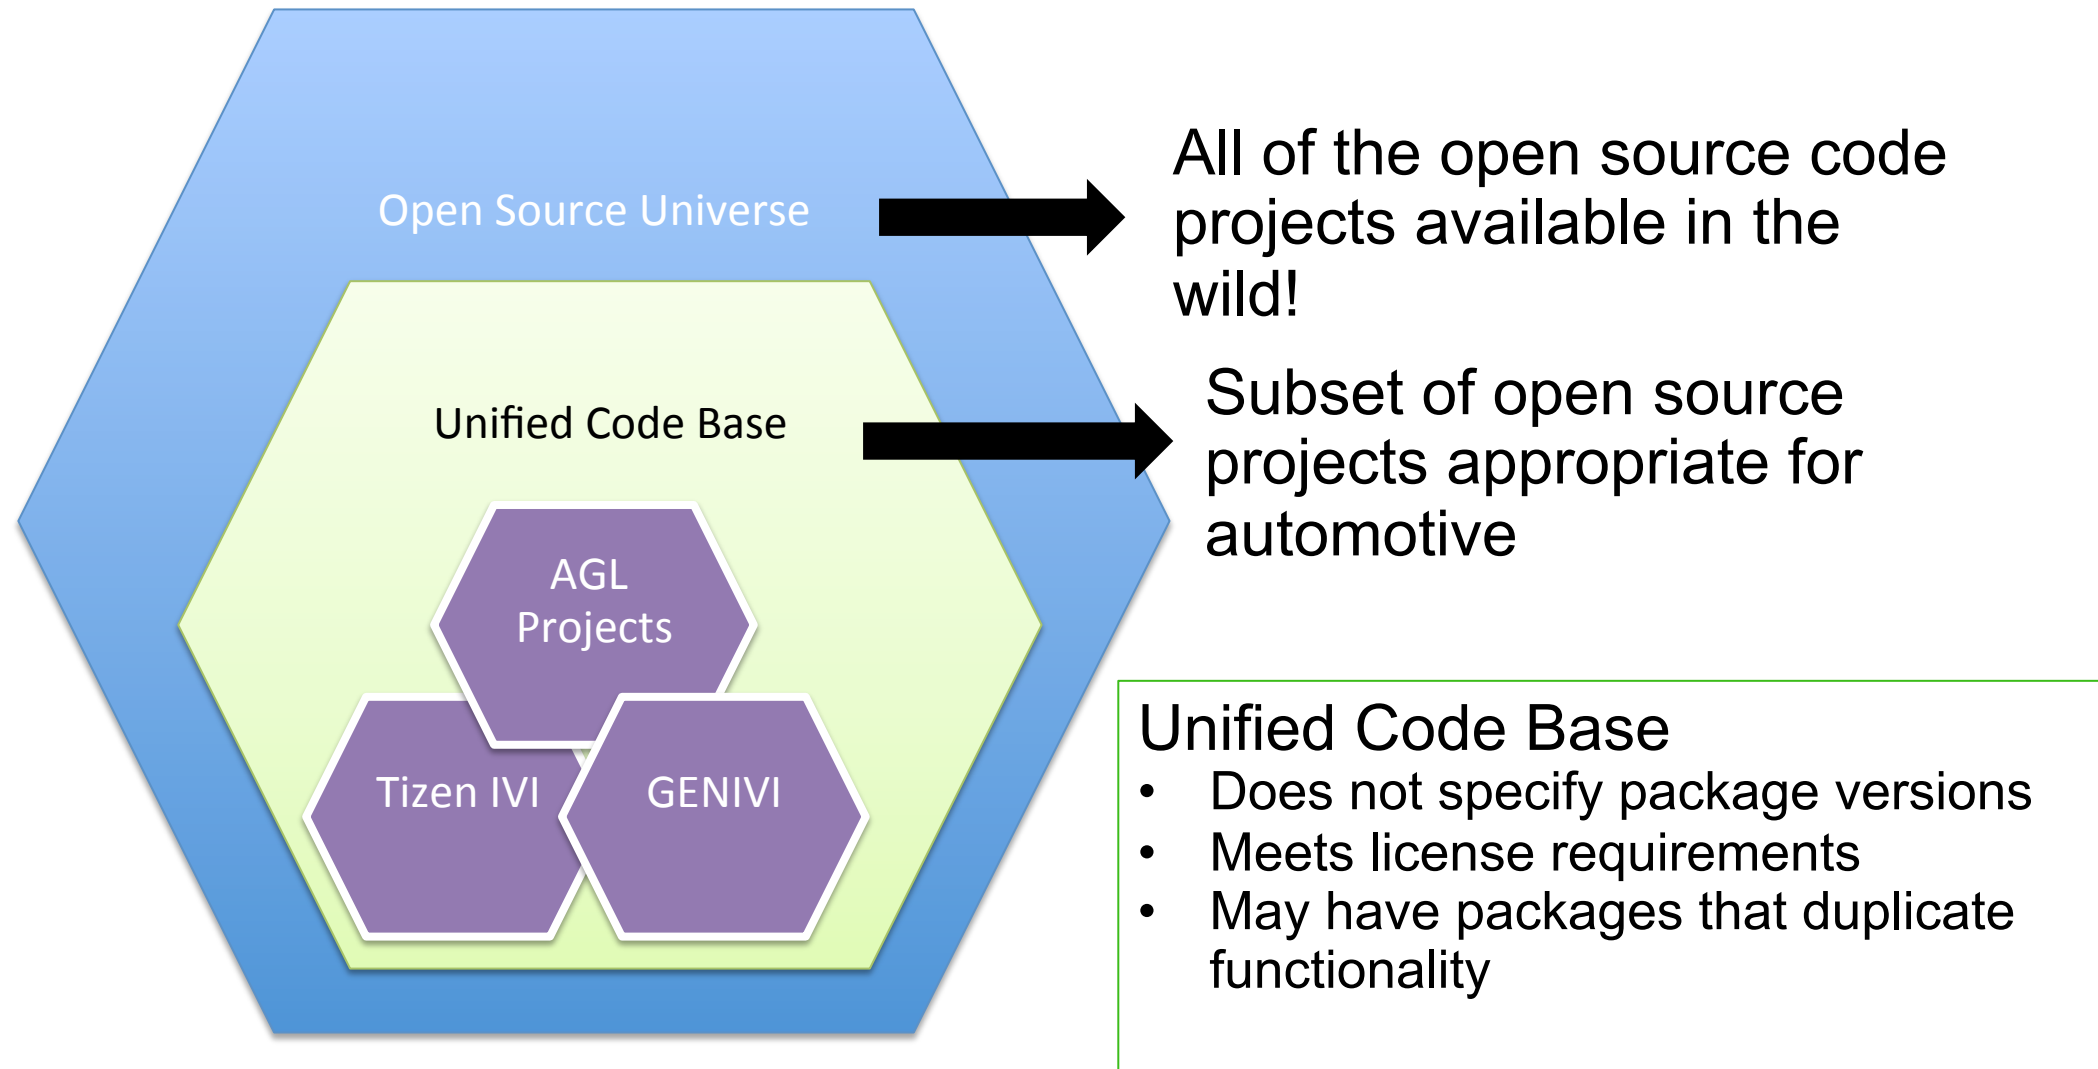 Open Source Universe
All of the open source code
projects available in the
wild!
Unified Code Base
Subset of open source
projects appropriate for
automotive
AGL
Projects
Tizen IVI
GENIVI
Unified Code Base
• Does not specify package versions
• Meets license requirements
• May have packages that duplicate
functionality